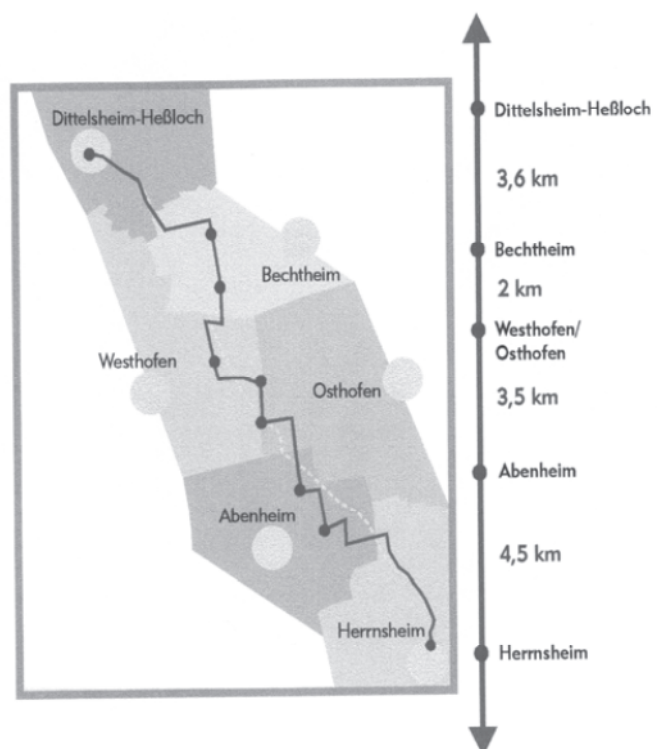 Dittelsheim-Heßloch
Bechtheim
Westhofen
Osthofen
Abenheim
Herrnsheim
Dittelsheim-Heßloch
3,6 km
Bechtheim
2 km
Westhofen/
Osthofen
3,5 km
Abenheim
4,5 km
Herrnsheim